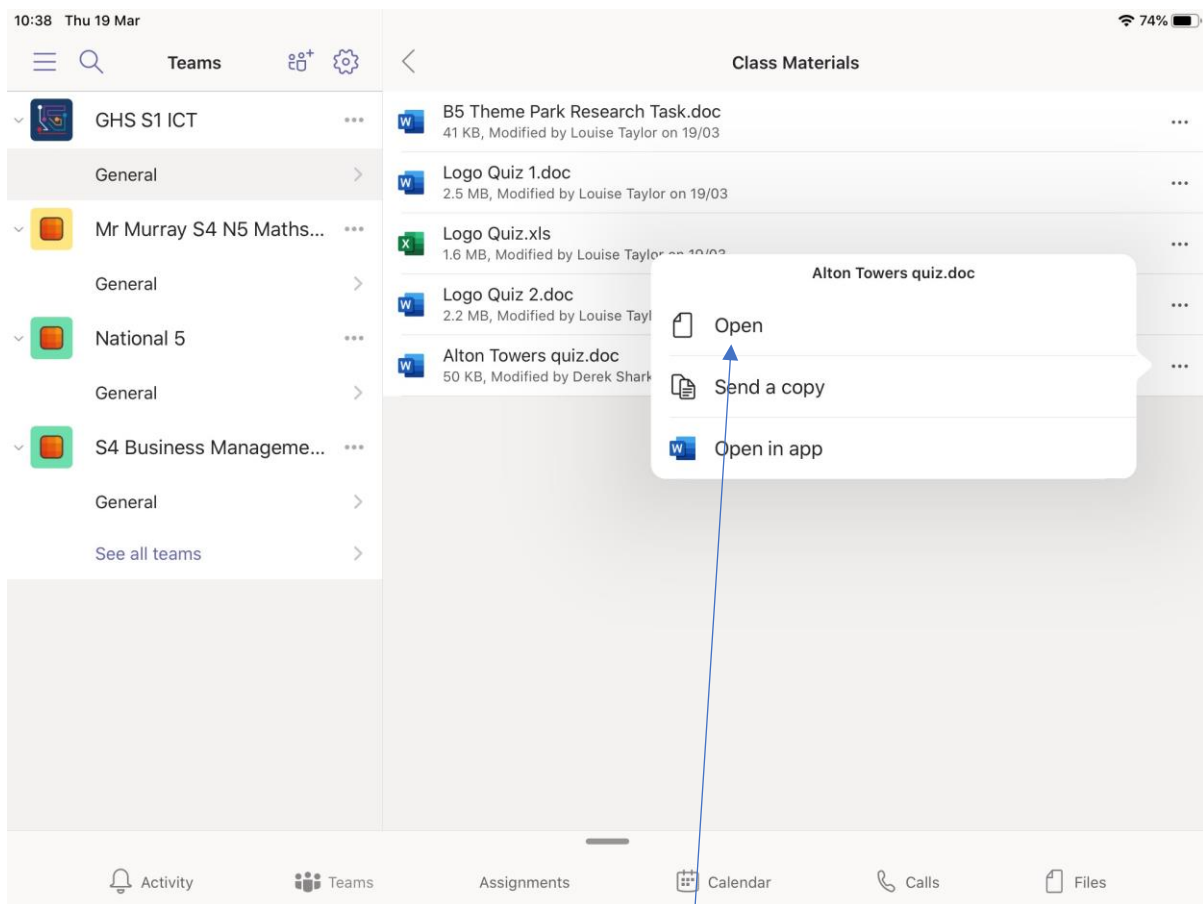 10:38 Thu 19 Mar
74%
Teams
Class Materials
GHS S1 ICT
General
Mr Murray S4 N5 Maths...
General
National 5
General
S4 Business Manageme...
General
See all teams
B5 Theme Park Research Task.doc
41 KB, Modified by Louise Taylor on 19/03
Logo Quiz 1.doc
2.5 MB, Modified by Louise Taylor on 19/03
Logo Quiz.xls
1.6 MB, Modified by Louise Taylor on 19/03
Logo Quiz 2.doc
2.2 MB, Modified by Louise Tayl
Alton Towers quiz.doc
50 KB, Modified by Derek Shark
Alton Towers quiz.doc
Open
Send a copy
Open in app
Activity
Teams
Assignments
Calendar
Calls
Files